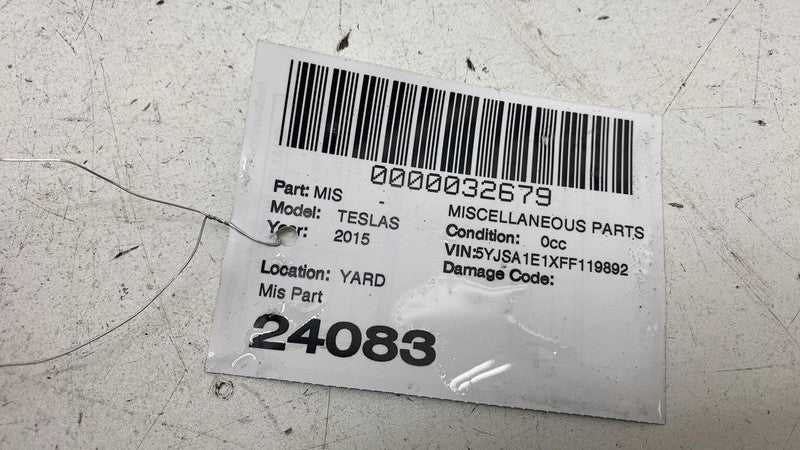 0000032679
Part: MIS
MISCELLANEOUS PARTS
Model: TESLAS
Condition: 0cc
Year: 2015
VIN:5YJSA1E1XFF119892
Damage Code:
Location: YARD
Mis Part
24083